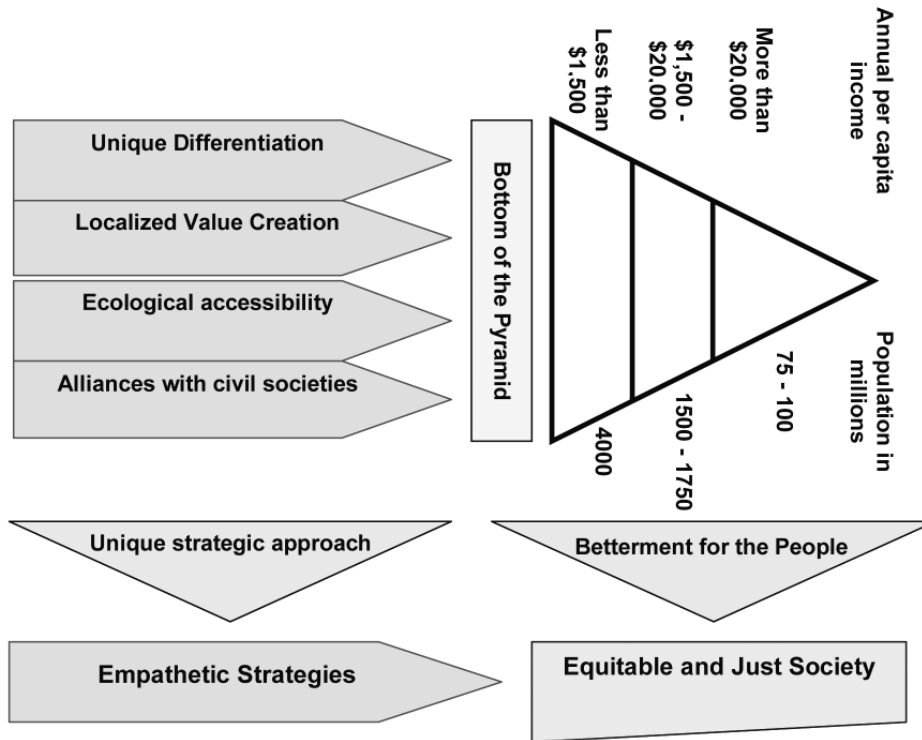 Annual per capita
income
More than
$20.000
$1,500 -
$20.000
Less than
$1.500
Unique Differentiation
Localized Value Creation
Ecological accessibility
Alliances with civil societies
Bottom of the Pyramid
Population in
millions
75 - 100
1500 - 1750
4000
Unique strategic approach
Betterment for the People
Empathetic Strategies
Equitable and Just Society